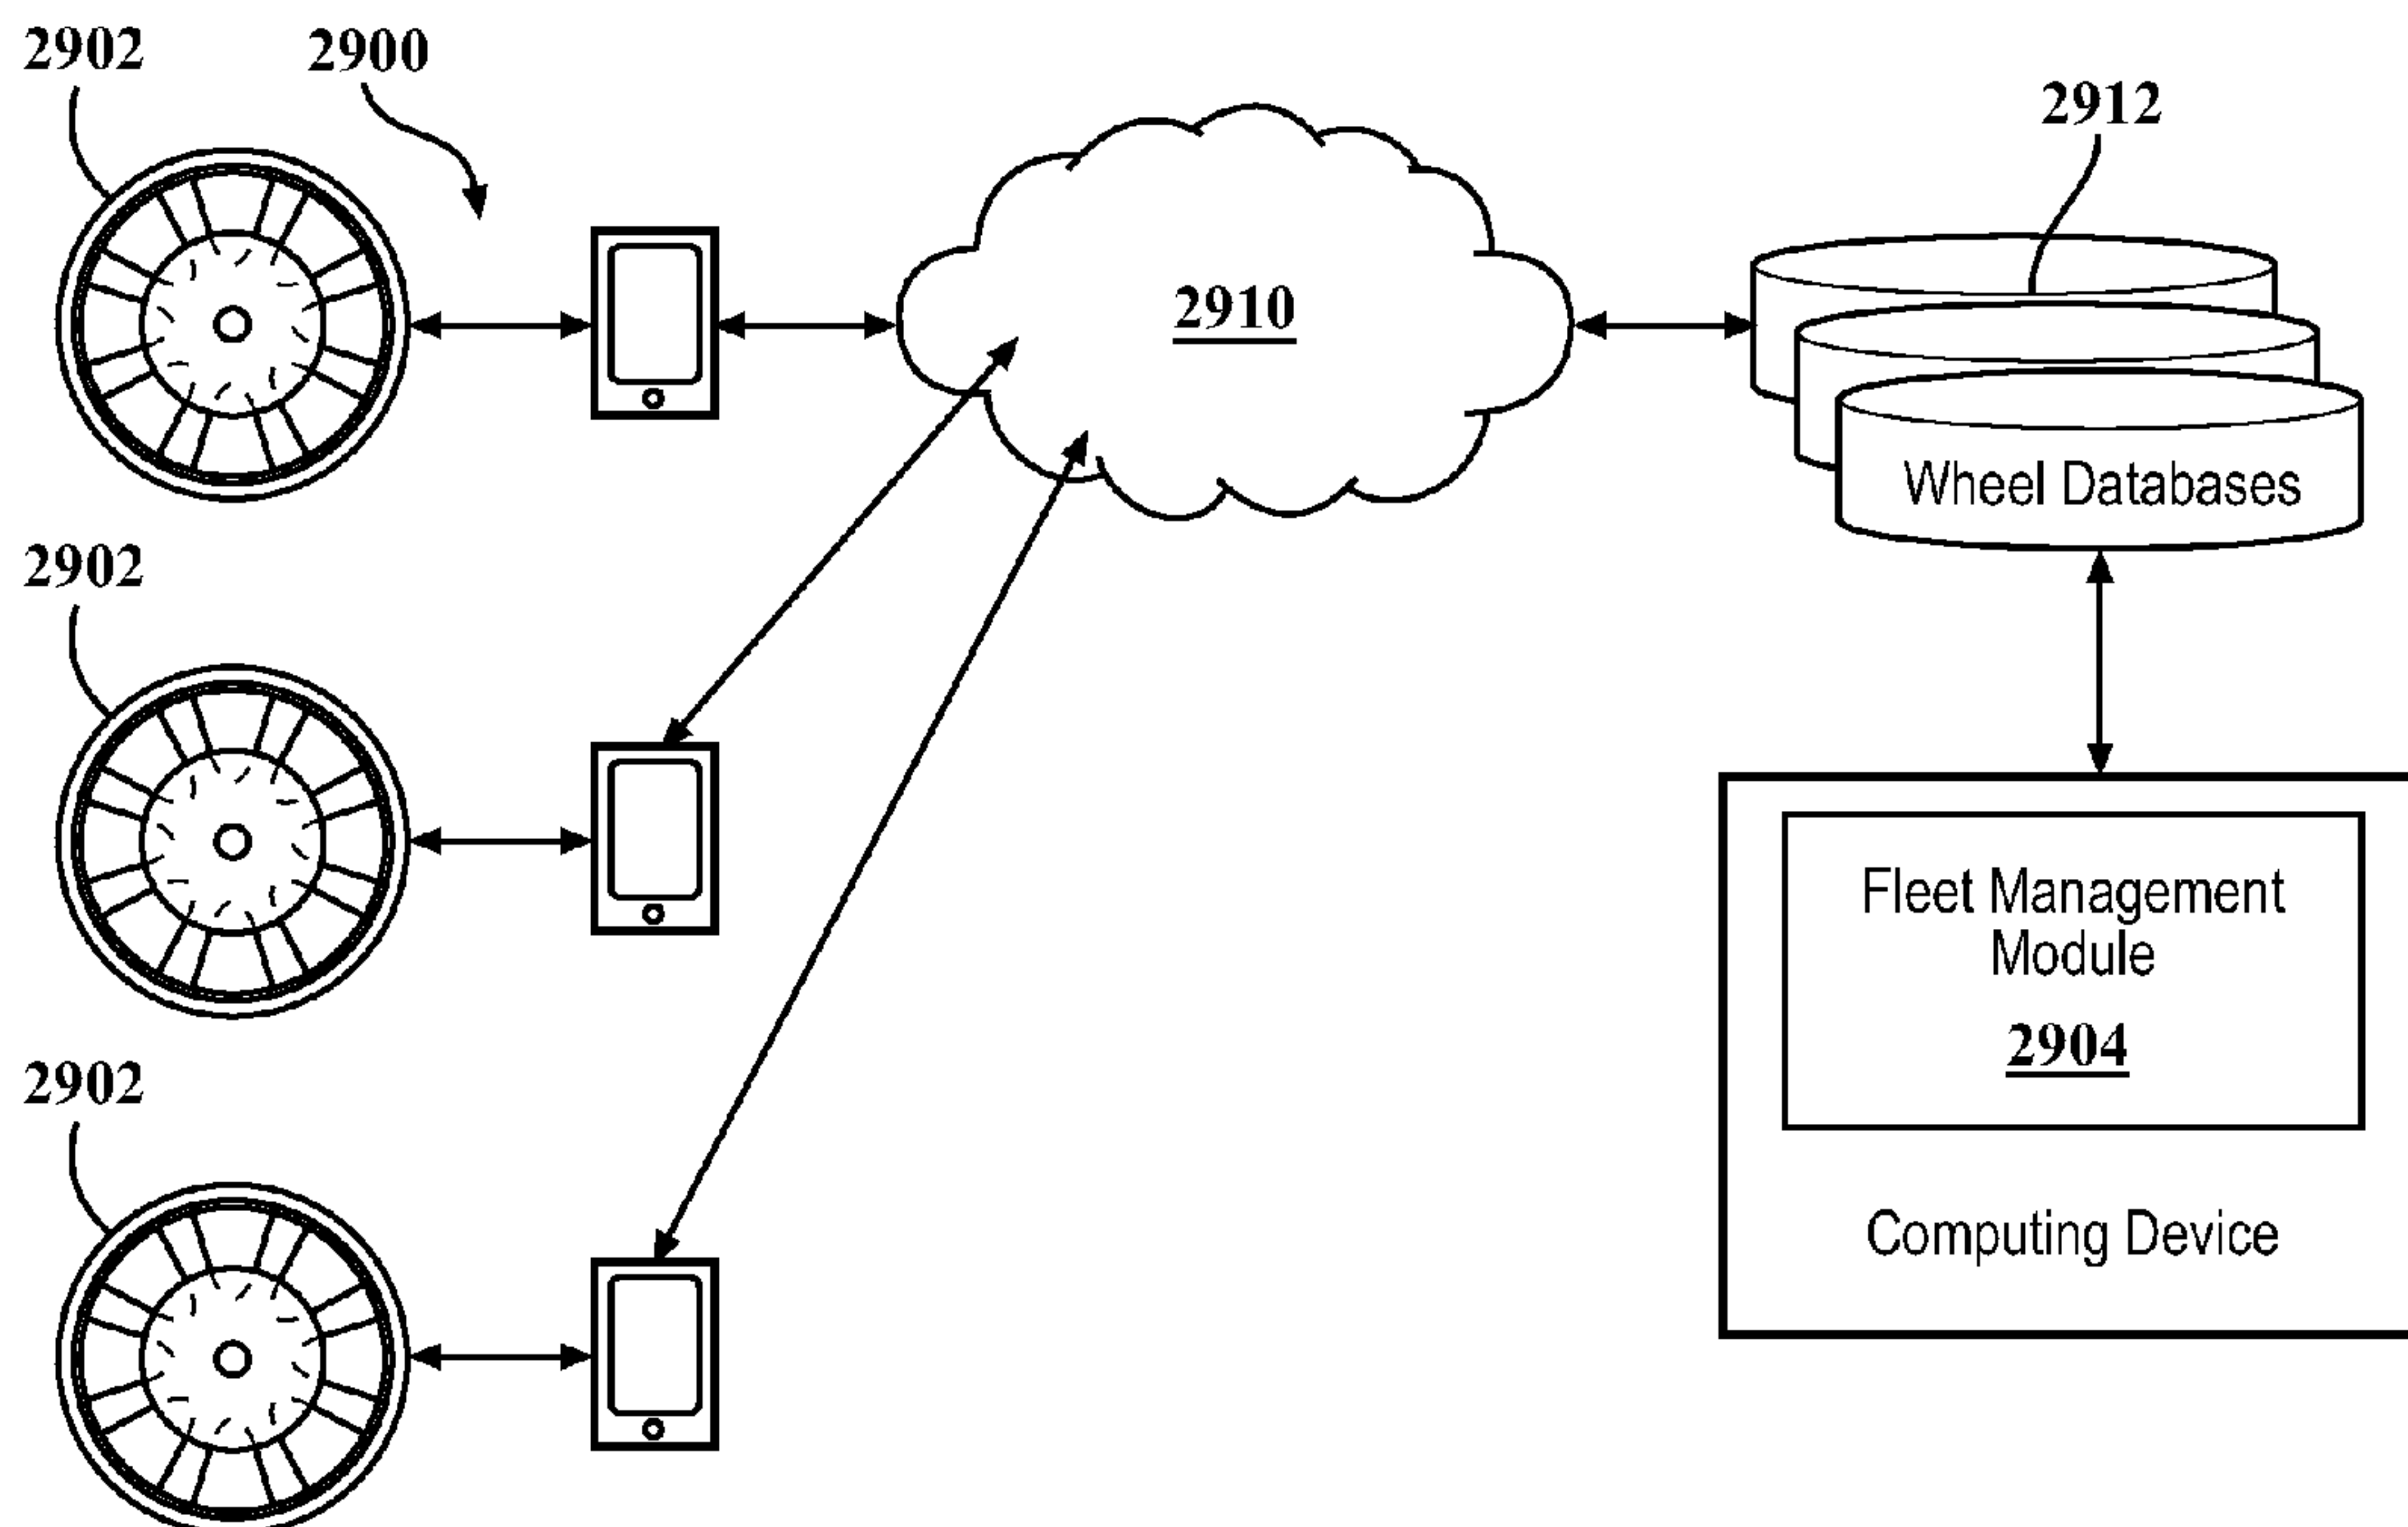 2902
2900
2912
2910
Wheel Databases
2902
Fleet Management
Module
2904
2902
Computing Device